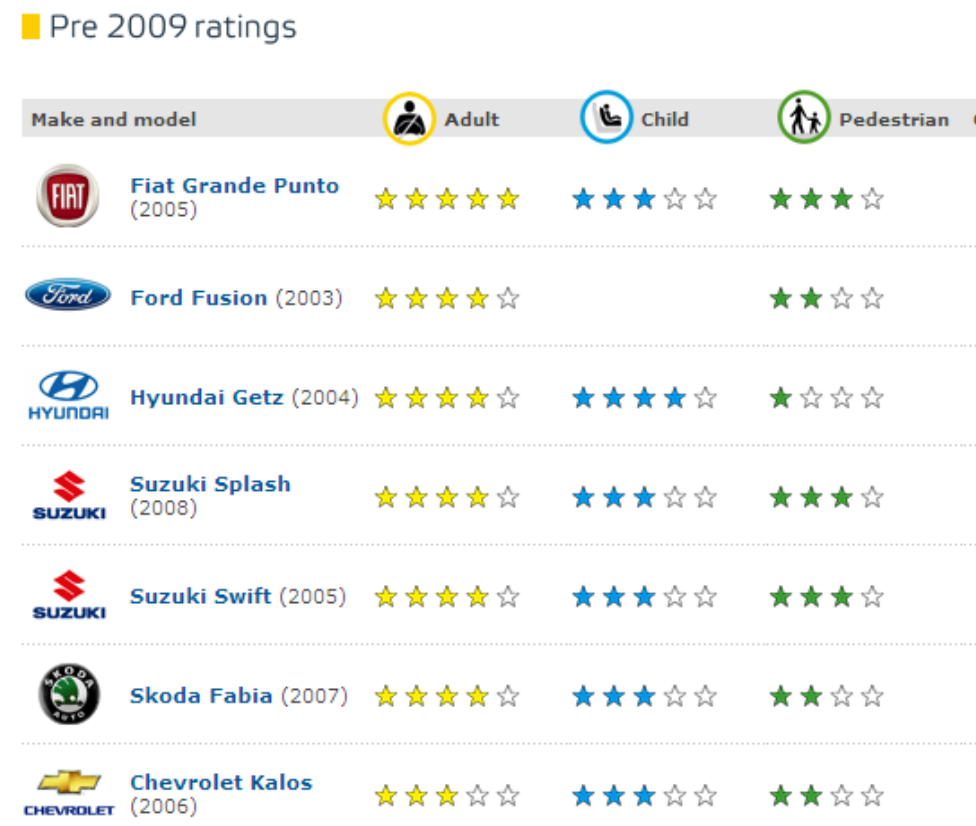 Pre 2009 ratings
Make and model Adult Child Pedestrian
FIAT
Fiat Grande Punto
(2005)
Ford
Ford Fusion (2003)
HYUNDAI
Hyundai Getz (2004)
SUZUKI
Suzuki Splash
(2008)
SUZUKI
Suzuki Swift (2005)
SKODA
AUTO
Skoda Fabia (2007)
CHEVROLET
Chevrolet Kalos
(2006)